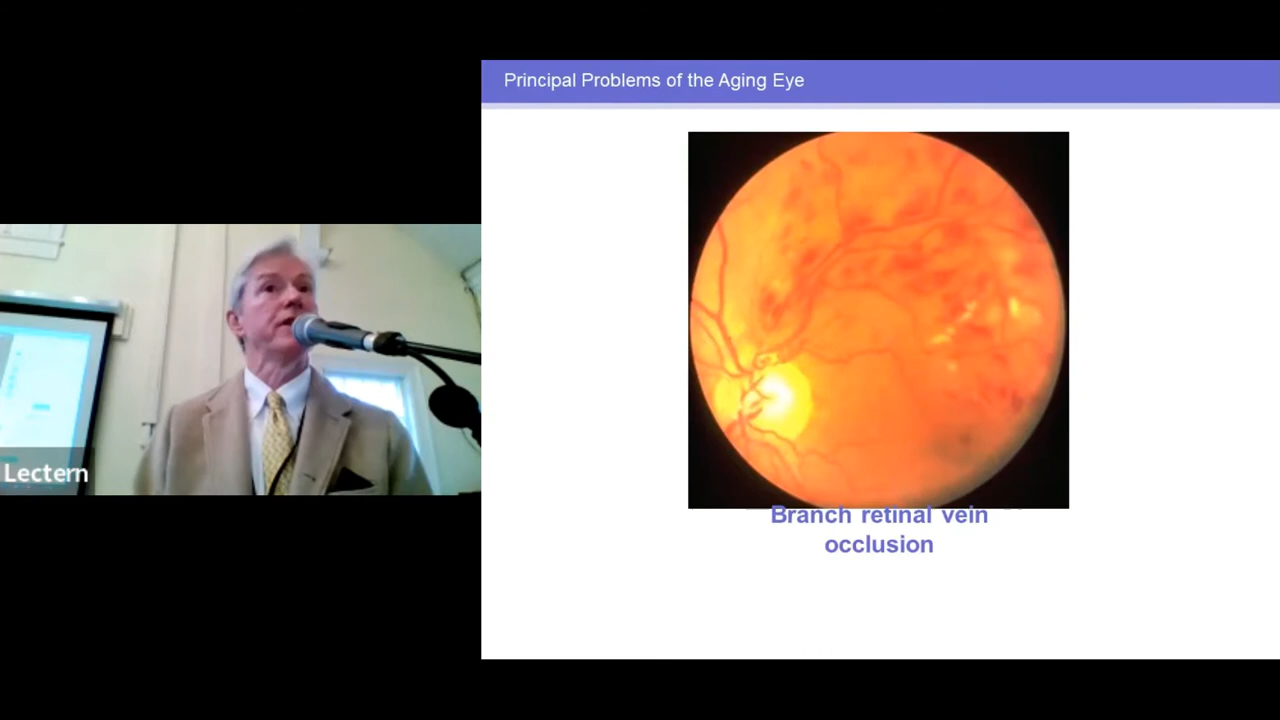 Principal Problems of the Aging Eye
Lectern
Branch retinal vein
occlusion